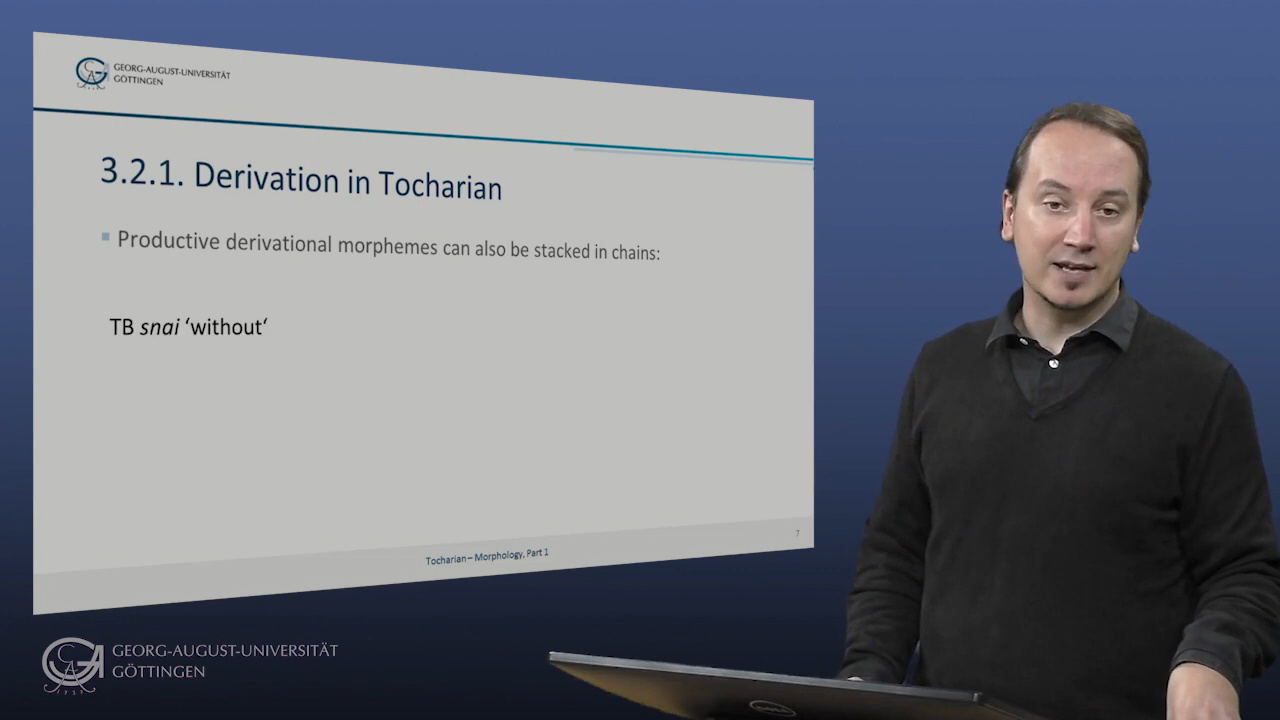 GEORG-AUGUST-UNIVERSITÄT
GÖTTINGEN
3.2.1. Derivation in Tocharian
Productive derivational morphemes can also be stacked in chains:
TB snai ‘without‘
7
Tocharian – Morphology, Part 1
GEORG-AUGUST-UNIVERSITÄT
GÖTTINGEN
DELL